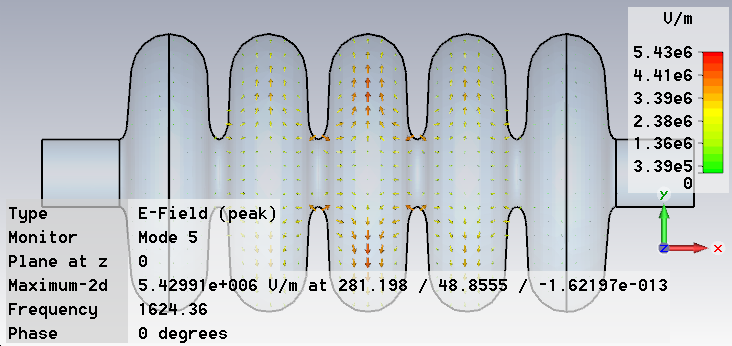 V/m
5.43e6
4.41e6
3.39e6
2.38e6
1.36e6
3.39e5
0
y
z
x
Type E-Field (peak)
Monitor Mode 5
Plane at z 0
Maximum-2d 5.42991e+006 V/m at 281.198 / 48.8555 / -1.62197e-013
Frequency 1624.36
Phase 0 degrees